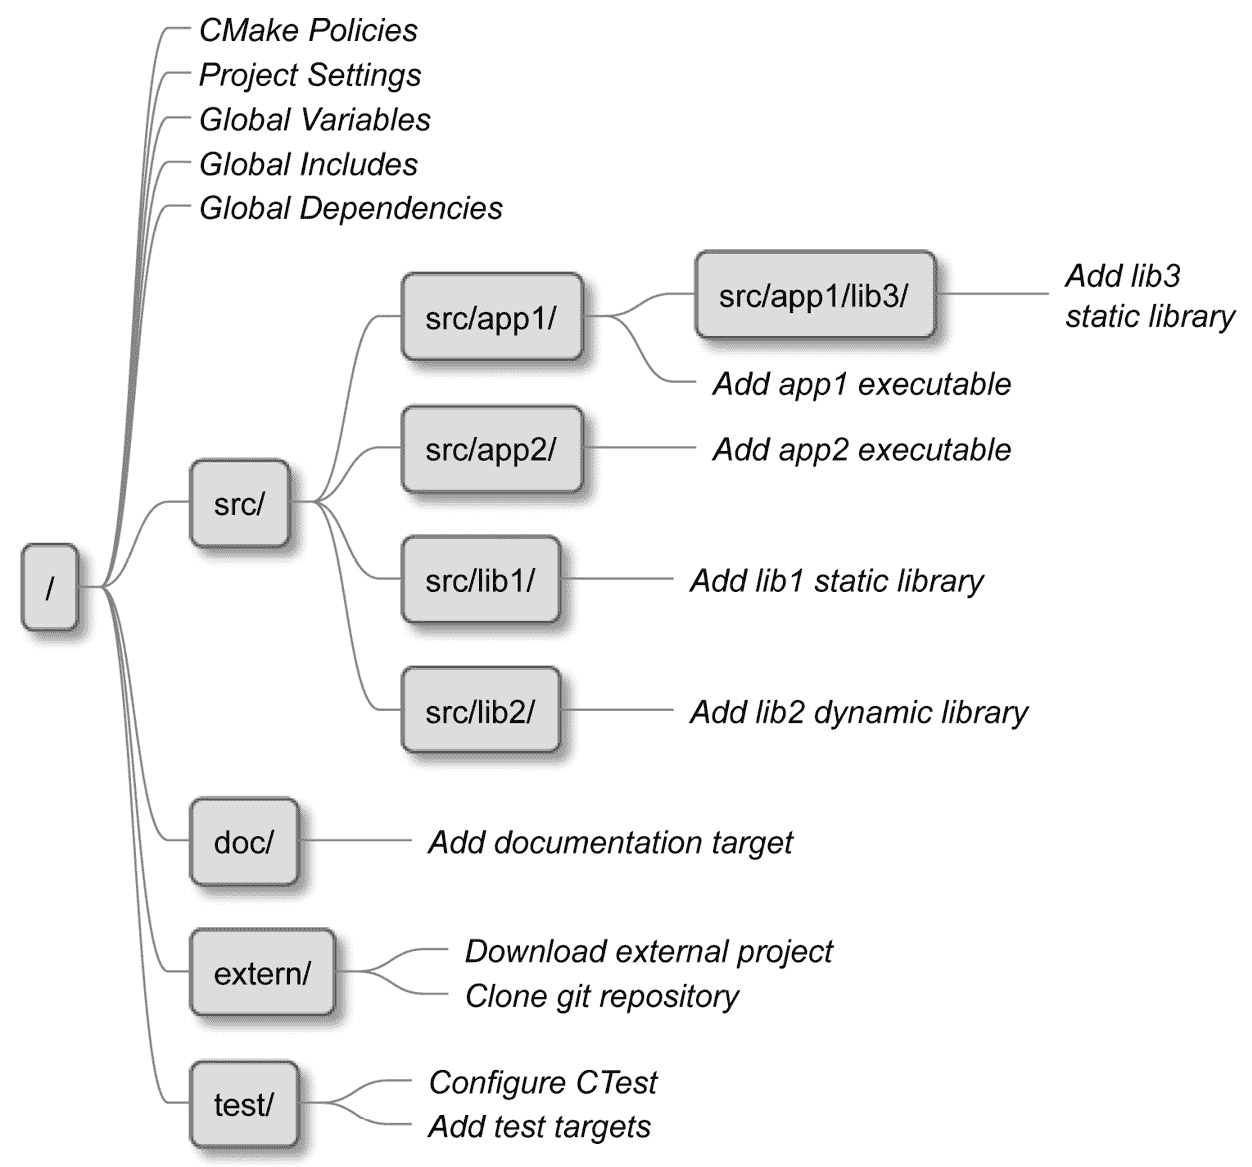 CMake Policies
Project Settings
Global Variables
Global Includes
Global Dependencies
/
src/
src/app1/
src/app1/lib3/
Add lib3
static library
Add app1 executable
src/app2/
Add app2 executable
src/lib1/
Add lib1 static library
src/lib2/
Add lib2 dynamic library
doc/
Add documentation target
extern/
Download external project
Clone git repository
test/
Configure CTest
Add test targets